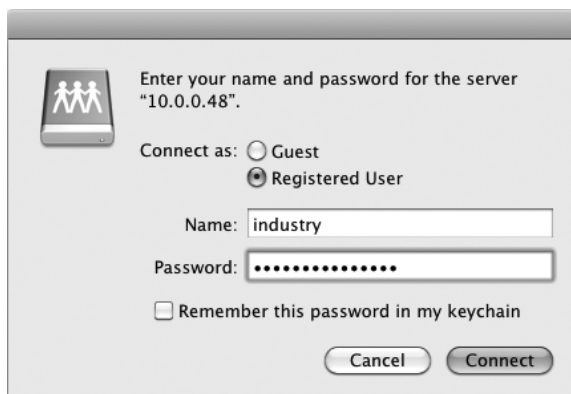 Enter your name and password for the server
“10.0.0.48”.
Connect as: Guest
Registered User
Name: industry
Password: •••••••••••••••
Remember this password in my keychain
Cancel Connect